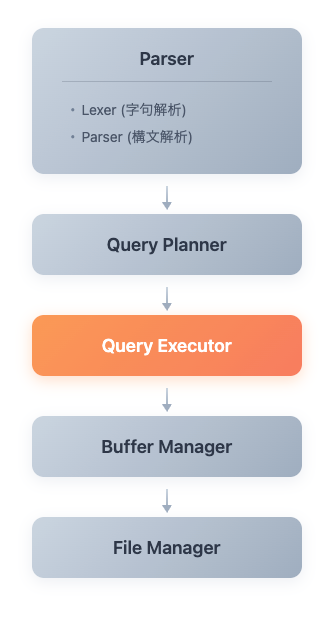 Parser
• Lexer (字句解析)
• Parser (構文解析)
Query Planner
Query Executor
Buffer Manager
File Manager